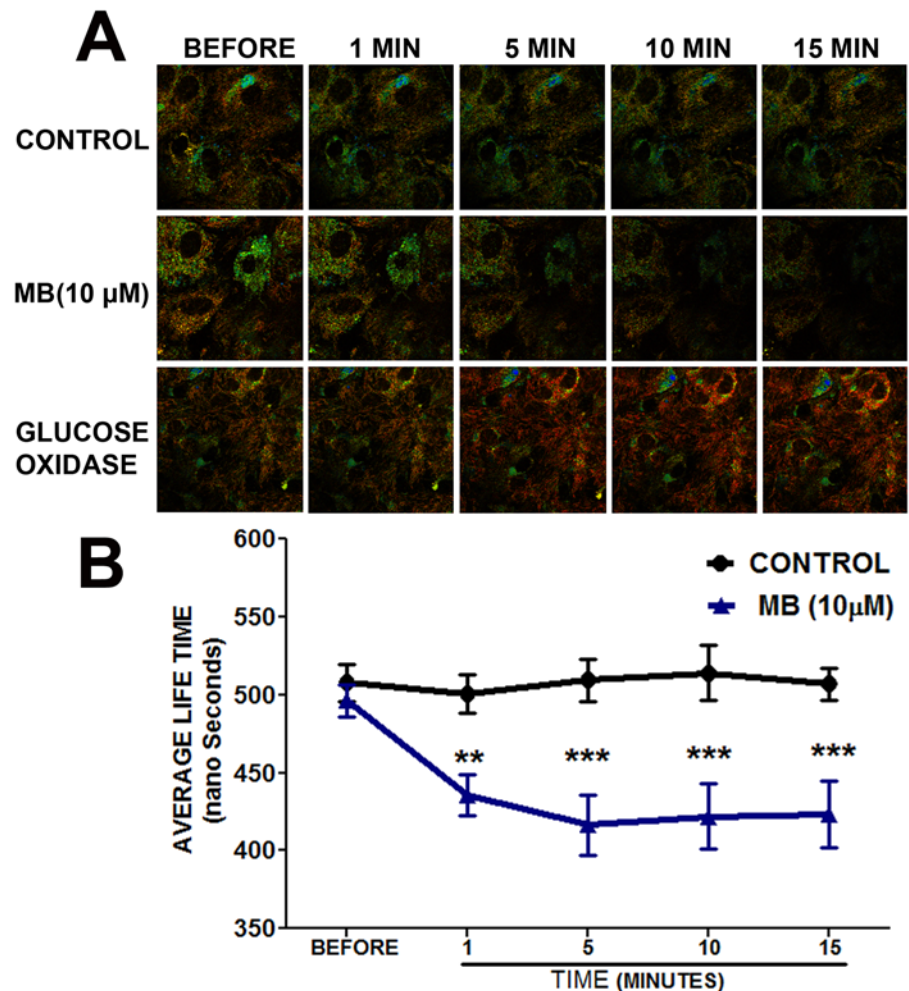 A
BEFORE 1 MIN 5 MIN 10 MIN 15 MIN
CONTROL
MB(10 µM)
GLUCOSE
OXIDASE
B
CONTROL
MB (10µM)
AVERAGE LIFE TIME
(nano Seconds)
600
550
500
450
400
350
** *** *** ***
BEFORE 1 5 10 15
TIME (MINUTES)